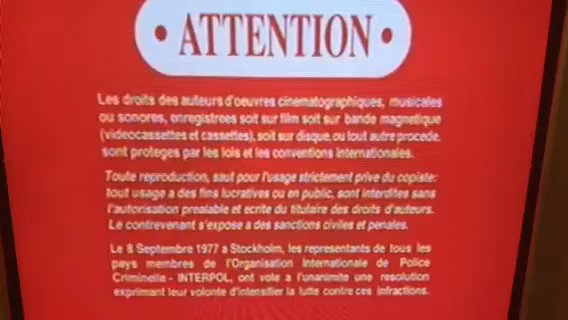 • ATTENTION •
Les droits des auteurs d'oeuvres cinematographiques, musicales
ou sonores, enregistrees soit sur film soit sur bande magnetique
(videocassettes et cassettes), soit sur disque, ou tout autre procede,
sont proteges par les lois et les conventions internationales.
Toute reproduction, sauf pour l'usage strictement prive du copiste:
tout usage a des fins lucratives ou en public, sont interdites sans
l'autorisation prealable et ecrite du titulaire des droits d'auteurs.
Le contrevenant s'expose a des sanctions civiles et penales.
Le 8 Septembre 1977 a Stockholm, les representants de tous les
pays membres de l'Organisation Internationale de Police
Criminelle - INTERPOL, ont vote a l'unanimite une resolution
exprimant leur volonte d'intensifier la lutte contre ces infractions.